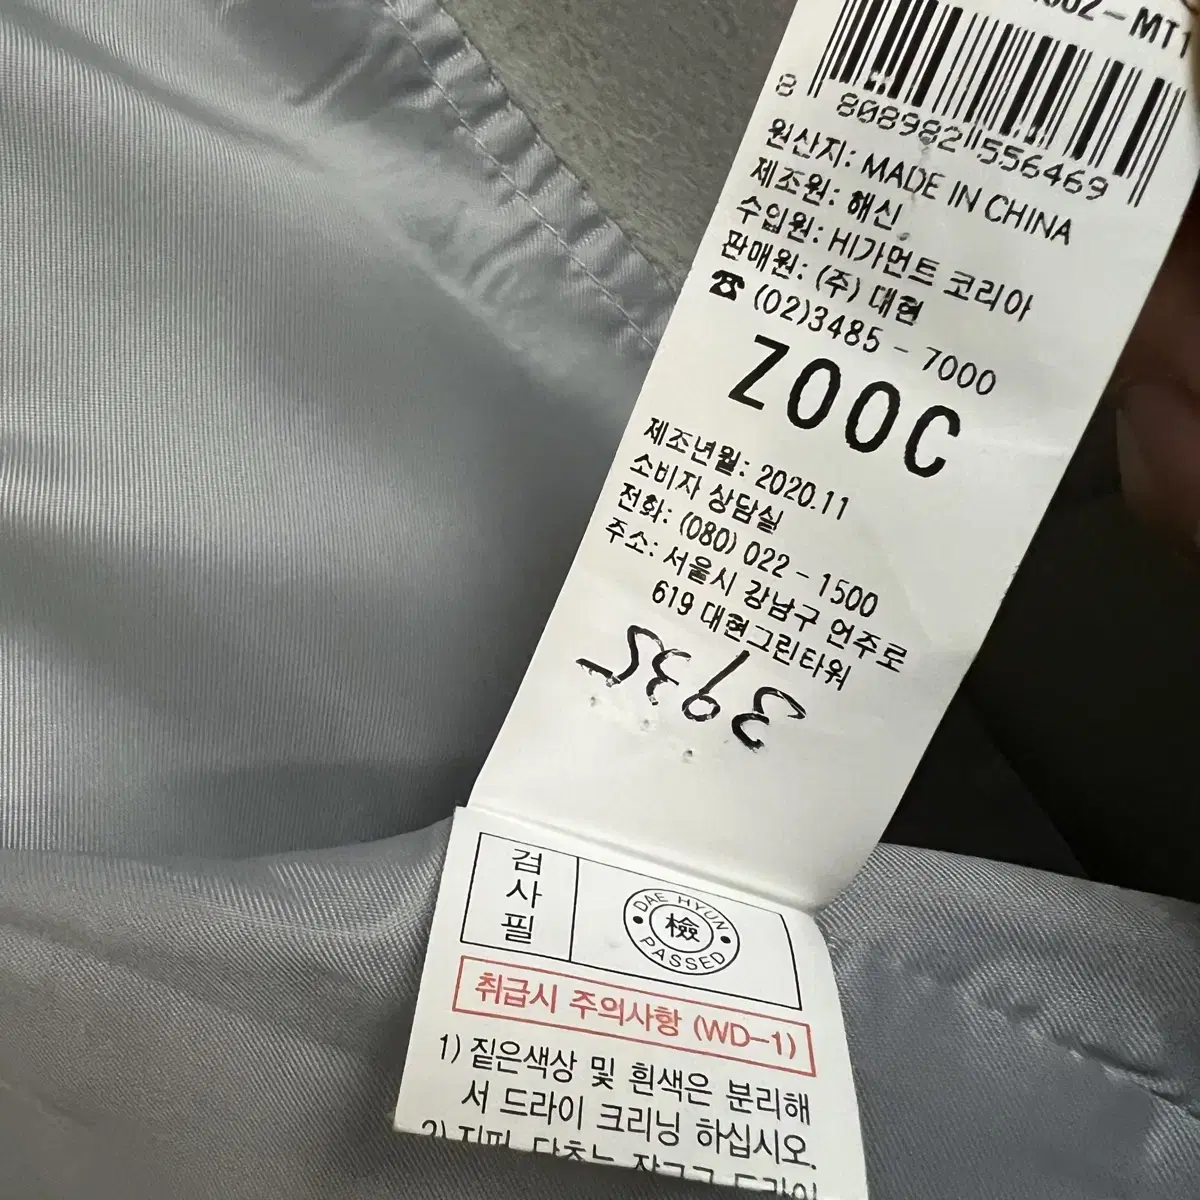 MT1
8 808982 556469
원산지: MADE IN CHINA
제조원: 해신
수입원: HI가먼트 코리아
판매원: (주) 대현
☎ (02)3485-7000
ZOOC
제조년월: 2020.11
소비자 상담실
전화: (080) 022-1500
주소: 서울시 강남구 언주로
619 대현그린타워
검사필
DAE HYUN
檢
PASSED
취급시 주의사항 (WD-1)
1) 짙은색상 및 흰색은 분리해
서 드라이 크리닝 하십시오.